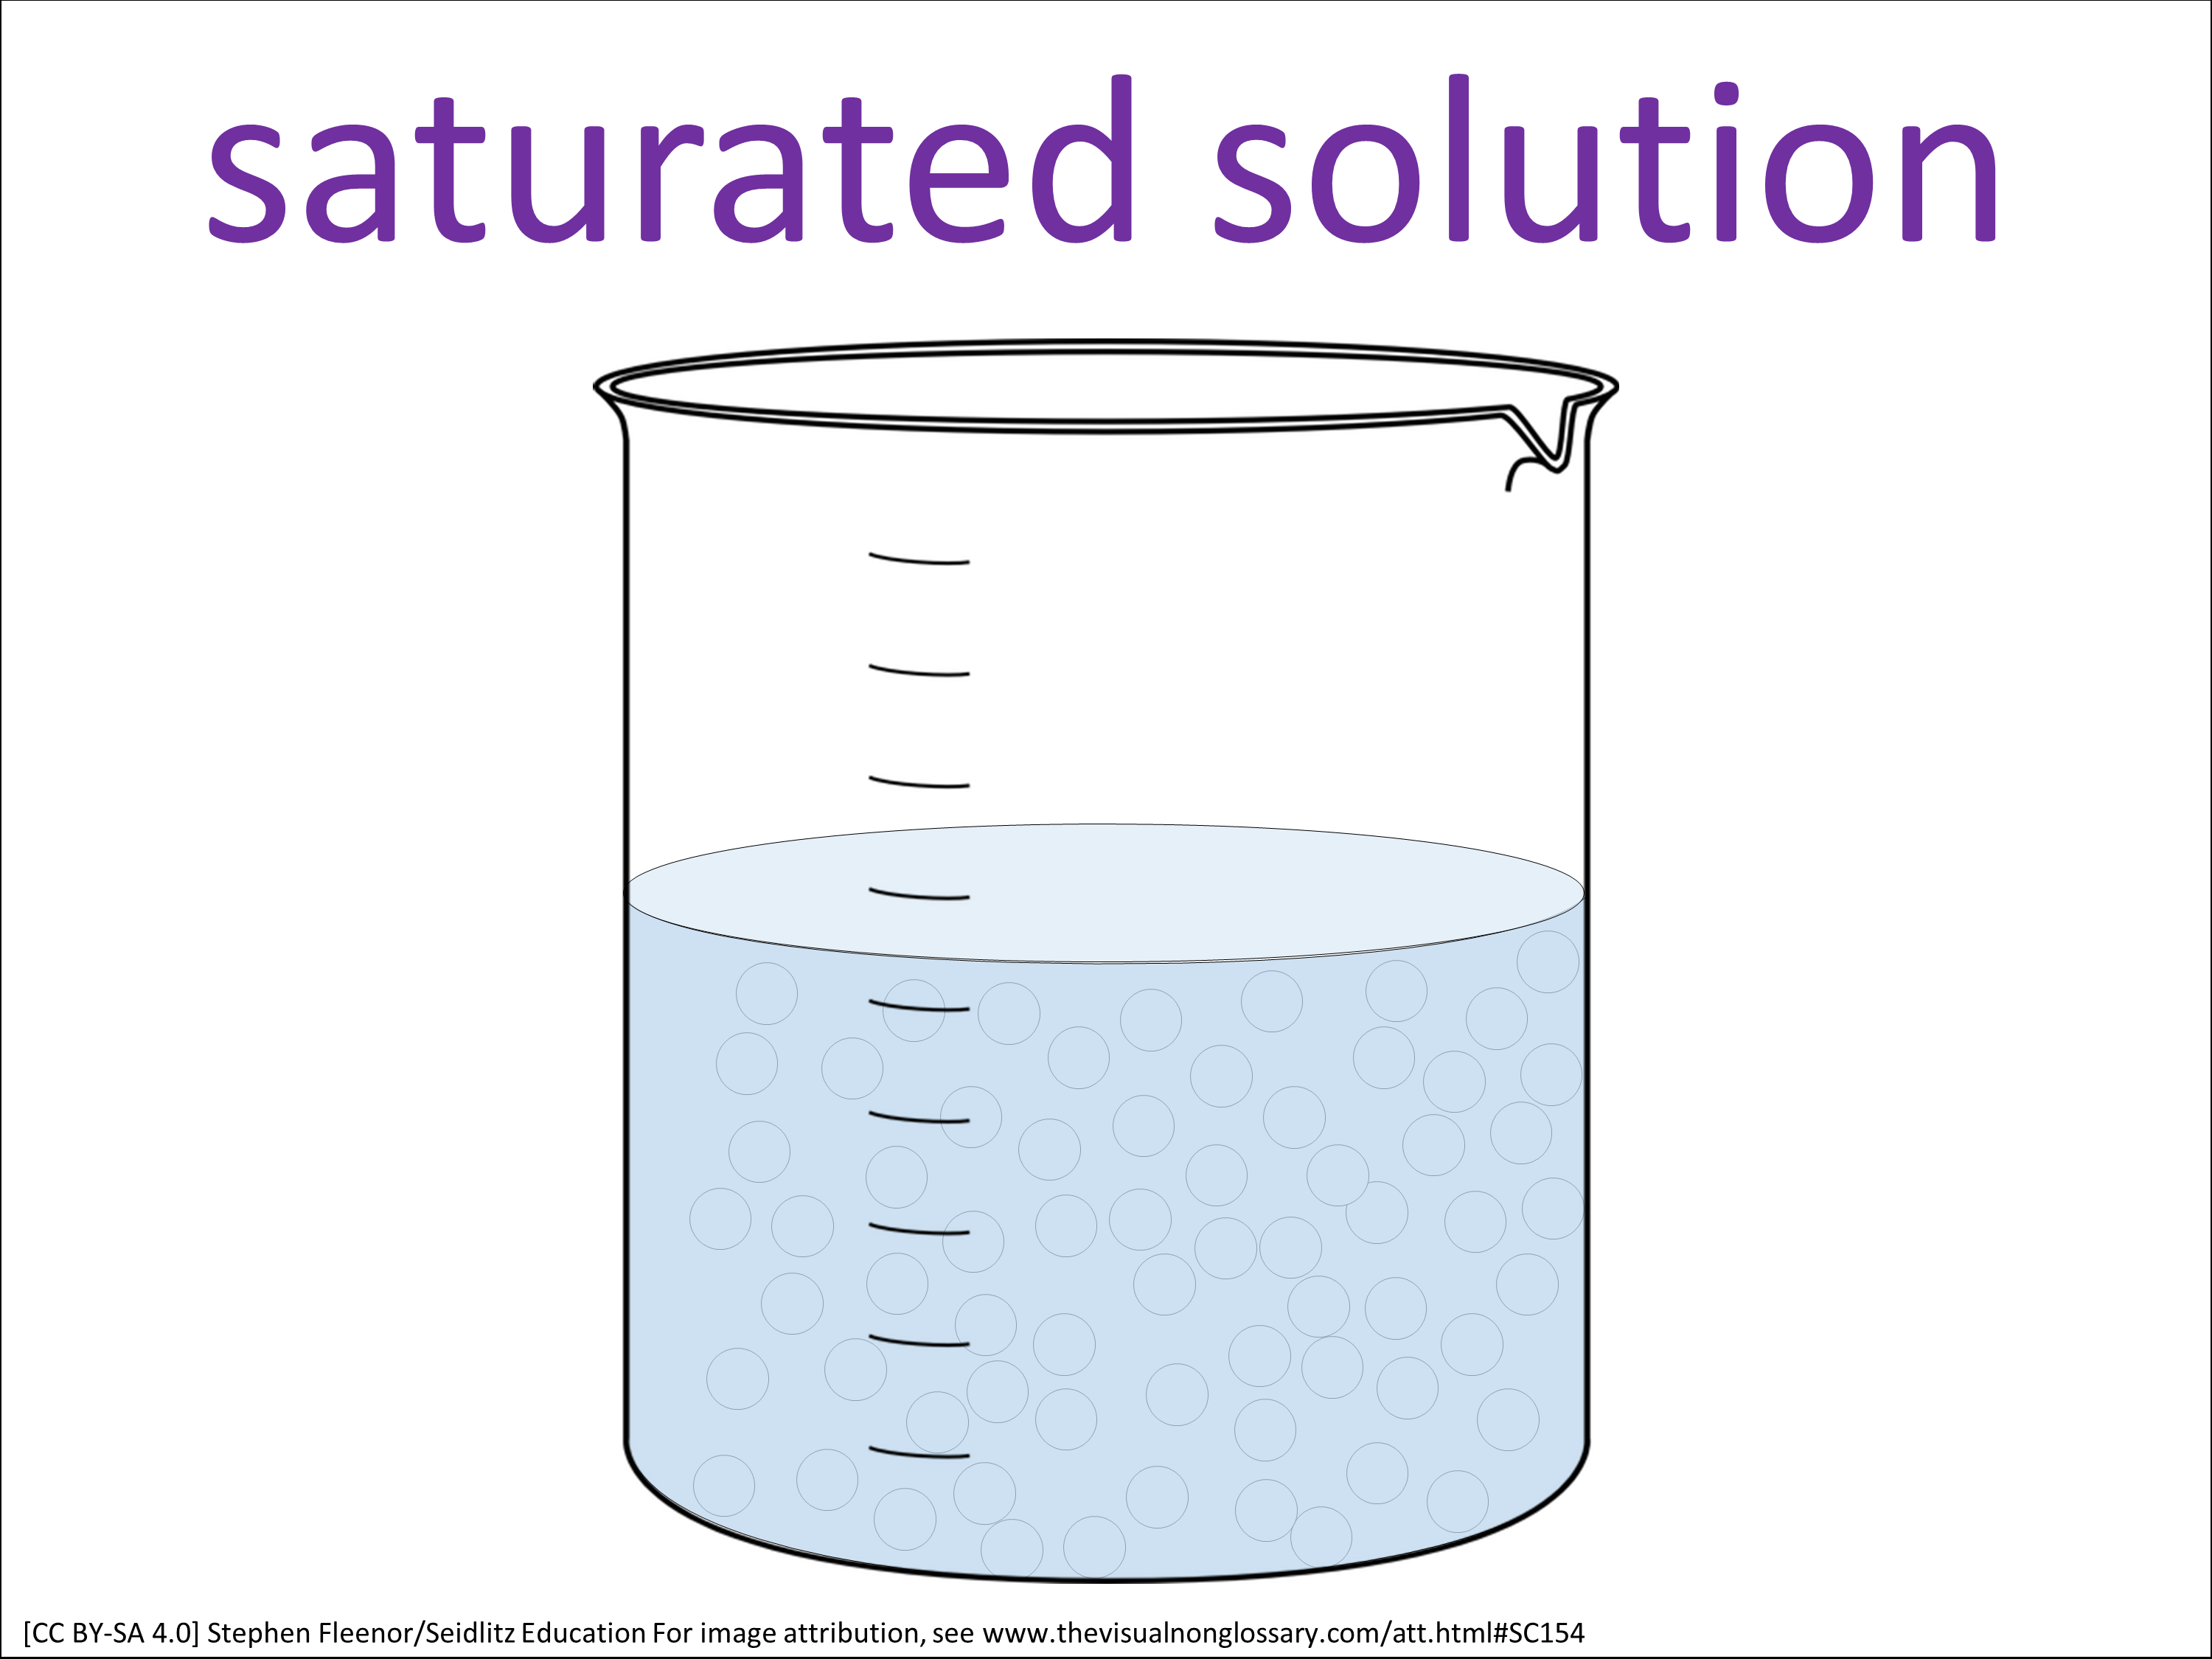 saturated solution
[CC BY-SA 4.0] Stephen Fleenor/Seidlitz Education For image attribution, see www.thevisualnonglossary.com/att.html#SC154